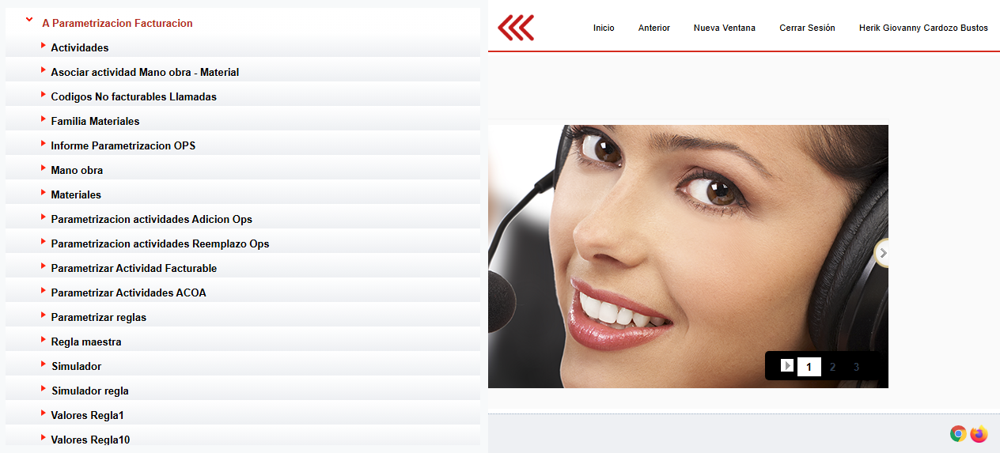 A Parametrizacion Facturacion
Actividades
Asociar actividad Mano obra - Material
Codigos No facturables Llamadas
Familia Materiales
Informe Parametrizacion OPS
Mano obra
Materiales
Parametrizacion actividades Adicion Ops
Parametrizacion actividades Reemplazo Ops
Parametrizar Actividad Facturable
Parametrizar Actividades ACOA
Parametrizar reglas
Regla maestra
Simulador
Simulador regla
Valores Regla1
Valores Regla10
Inicio Anterior Nueva Ventana Cerrar Sesión Herik Giovanny Cardozo Bustos
1 2 3